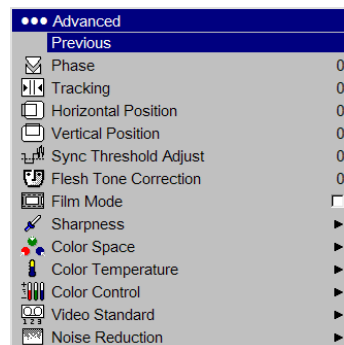 ••• Advanced
Previous
Phase 0
Tracking 0
Horizontal Position 0
Vertical Position 0
Sync Threshold Adjust 0
Flesh Tone Correction 0
Film Mode
Sharpness
Color Space
Color Temperature
Color Control
Video Standard
Noise Reduction